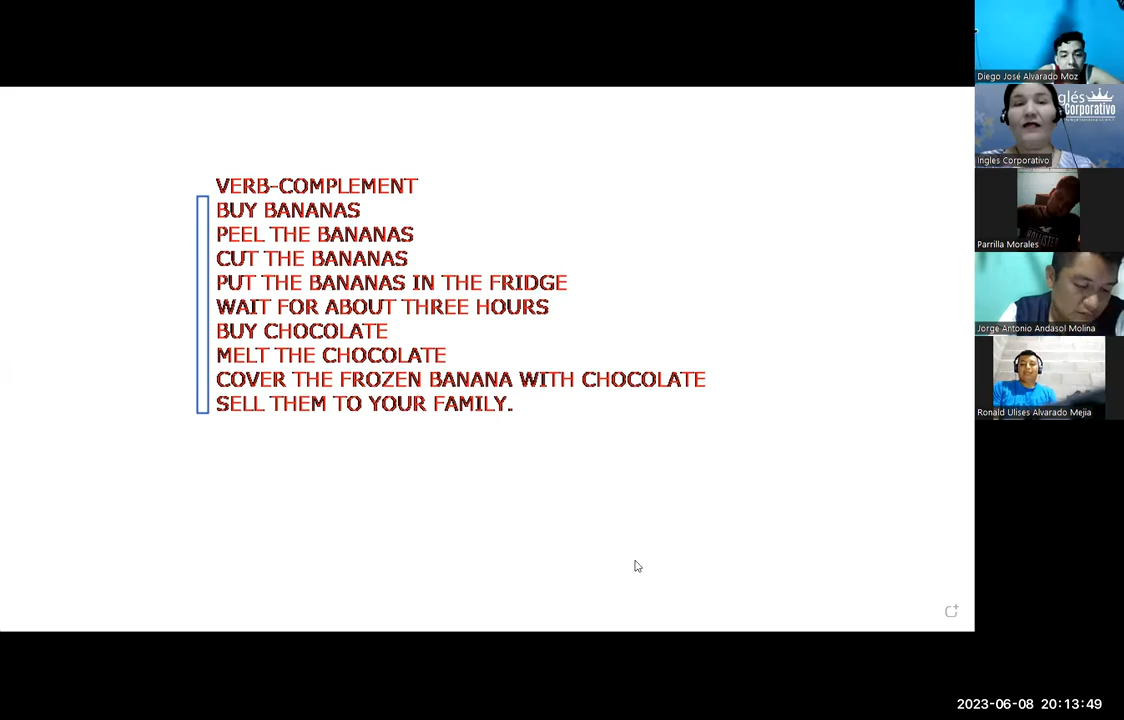 VERB-COMPLEMENT
BUY BANANAS
PEEL THE BANANAS
CUT THE BANANAS
PUT THE BANANAS IN THE FRIDGE
WAIT FOR ABOUT THREE HOURS
BUY CHOCOLATE
MELT THE CHOCOLATE
COVER THE FROZEN BANANA WITH CHOCOLATE
SELL THEM TO YOUR FAMILY.
Diego José Alvarado Moz
glés
Corporativo
Ingles Corporativo
HOLLISTER
Parrilla Morales
Jorge Antonio Andasol Molina
Ronald Ulises Alvarado Mejia
2023-06-08 20:13:49